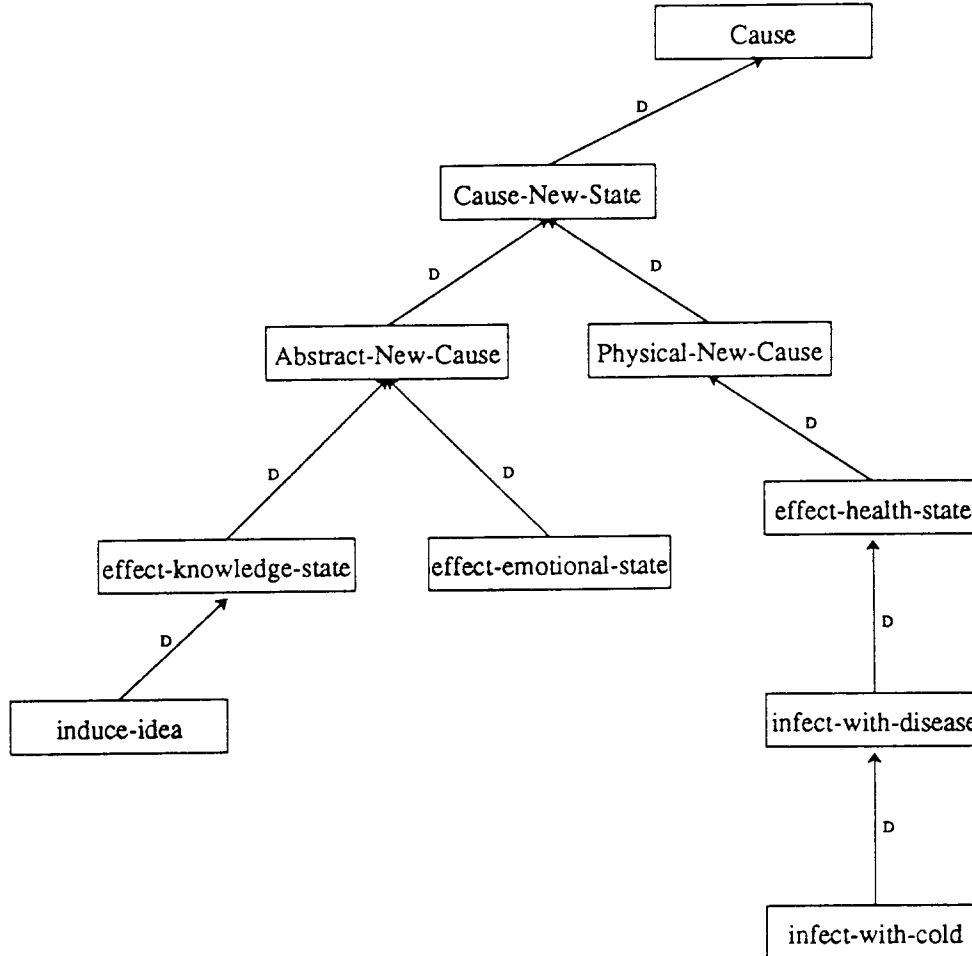 Cause
D
Cause-New-State
D
D
Abstract-New-Cause
Physical-New-Cause
D
D
D
effect-health-state
effect-knowledge-state
effect-emotional-state
D
D
induce-idea
infect-with-disease
D
infect-with-cold